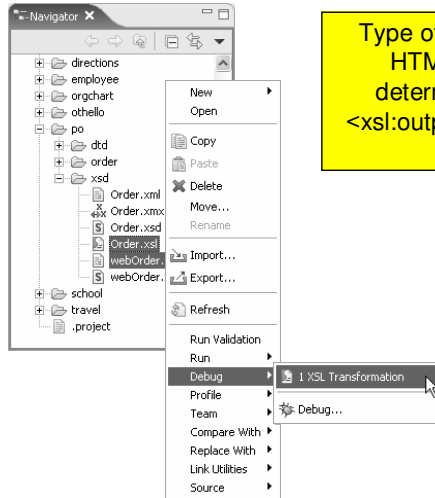 Navigator
directions
employee
orgchart
othello
po
dtd
order
xsd
Order.xml
Order.xmx
Order.xsd
Order.xsl
webOrder.
webOrder.
school
travel
.project
New
Open
Copy
Paste
Delete
Move...
Rename
Import...
Export...
Refresh
Run Validation
Run
Debug
Profile
Team
Compare With
Replace With
Link Utilities
Source
1 XSL Transformation
Debug...
Type of
HTM
deterr
<xsl:outp